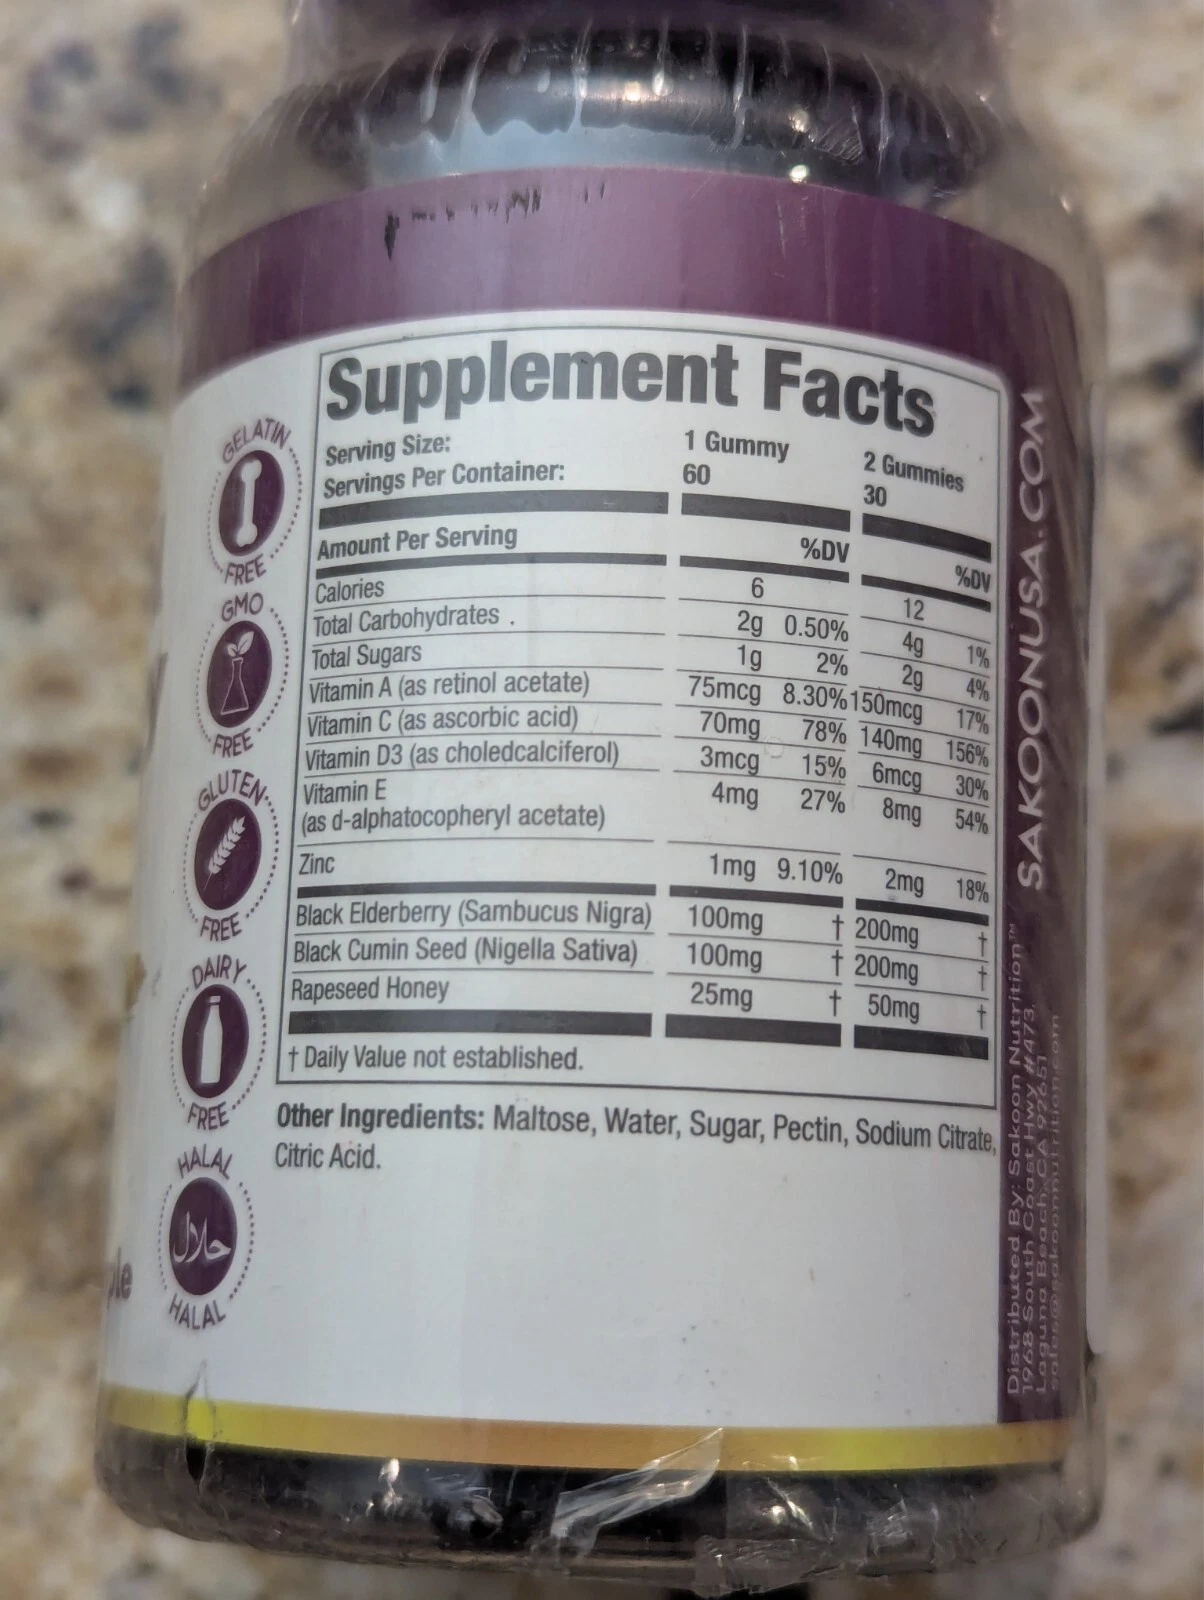 Supplement Facts
Serving Size: 1 Gummy 2 Gummies
Servings Per Container: 60 30
Amount Per Serving %DV %DV
Calories 6 12
Total Carbohydrates 2g 0.50% 4g 1%
Total Sugars 1g 2% 2g 4%
Vitamin A (as retinol acetate) 75mcg 8.30% 150mcg 17%
Vitamin C (as ascorbic acid) 70mg 78% 140mg 156%
Vitamin D3 (as choledcalciferol) 3mcg 15% 6mcg 30%
Vitamin E 4mg 27% 8mg 54%
(as d-alphatocopheryl acetate)
Zinc 1mg 9.10% 2mg 18%
Black Elderberry (Sambucus Nigra) 100mg † 200mg †
Black Cumin Seed (Nigella Sativa) 100mg † 200mg †
Rapeseed Honey 25mg † 50mg †
† Daily Value not established.
Other Ingredients: Maltose, Water, Sugar, Pectin, Sodium Citrate,
Citric Acid.
GELATIN
FREE
GMO
FREE
GLUTEN
FREE
DAIRY
FREE
HALAL
حلال
HALAL
SAKOONUSA.COM
Distributed By: Sakoon Nutrition™
1968 South Coast Hwy #473,
Laguna Beach, CA 92651
sales@sakoonnutrition.com